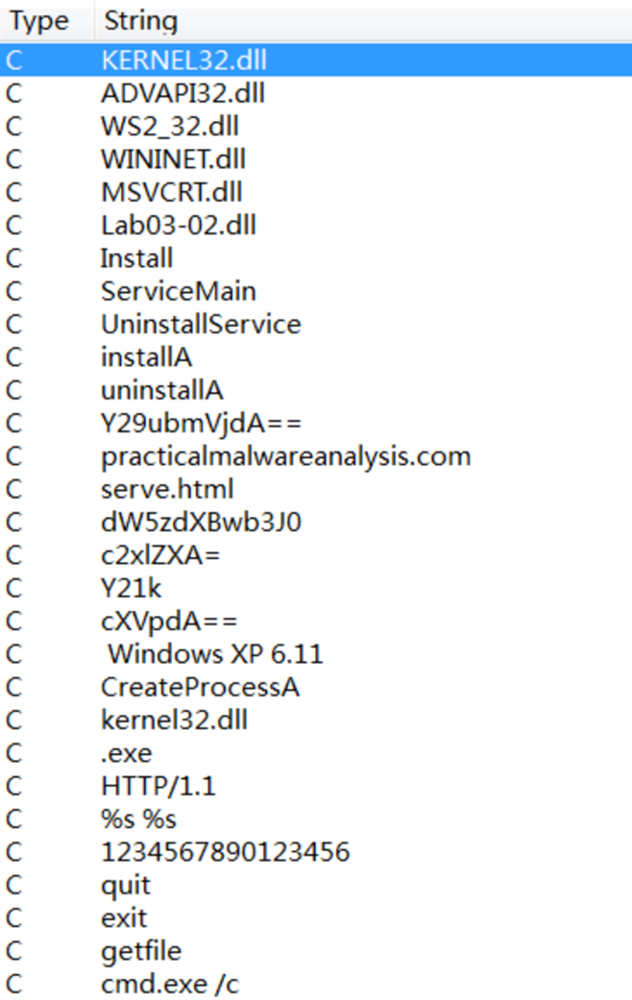 Type String
C KERNEL32.dll
C ADVAPI32.dll
C WS2_32.dll
C WININET.dll
C MSVCRT.dll
C Lab03-02.dll
C Install
C ServiceMain
C UninstallService
C installA
C uninstallA
C Y29ubmVjdA==
C practicalmalwareanalysis.com
C serve.html
C dW5zdXBwb3J0
C c2xlZXA=
C Y21k
C cXVpdA==
C Windows XP 6.11
C CreateProcessA
C kernel32.dll
C .exe
C HTTP/1.1
C %s %s
C 1234567890123456
C quit
C exit
C getfile
C cmd.exe /c